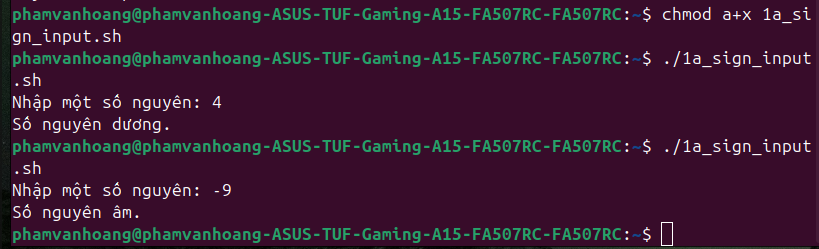 phamvanhoang@phamvanhoang-ASUS-TUF-Gaming-A15-FA507RC-FA507RC:~$ chmod a+x 1a_si
gn_input.sh
phamvanhoang@phamvanhoang-ASUS-TUF-Gaming-A15-FA507RC-FA507RC:~$ ./1a_sign_input
.sh
Nhập một số nguyên: 4
Số nguyên dương.
phamvanhoang@phamvanhoang-ASUS-TUF-Gaming-A15-FA507RC-FA507RC:~$ ./1a_sign_input
.sh
Nhập một số nguyên: -9
Số nguyên âm.
phamvanhoang@phamvanhoang-ASUS-TUF-Gaming-A15-FA507RC-FA507RC:~$